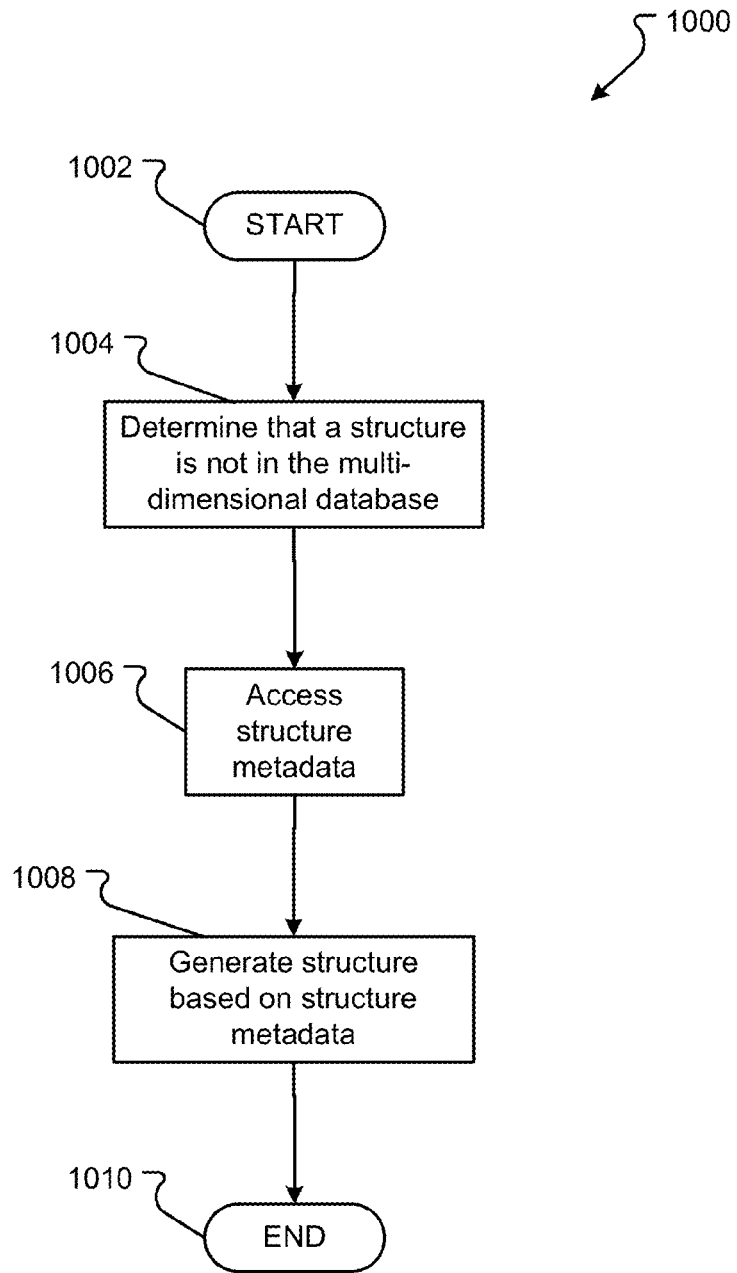 1000
1002
START
1004
Determine that a structure
is not in the multi-
dimensional database
1006
Access
structure
metadata
1008
Generate structure
based on structure
metadata
1010
END